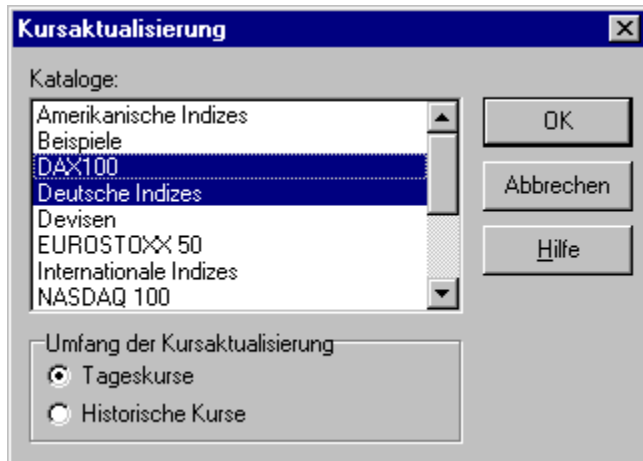 Kursaktualisierung
Kataloge:
Amerikanische Indizes
Beispiele
DAX100
Deutsche Indizes
Devisen
EUROSTOXX 50
Internationale Indizes
NASDAQ 100
OK
Abbrechen
Hilfe
Umfang der Kursaktualisierung
Tageskurse
Historische Kurse